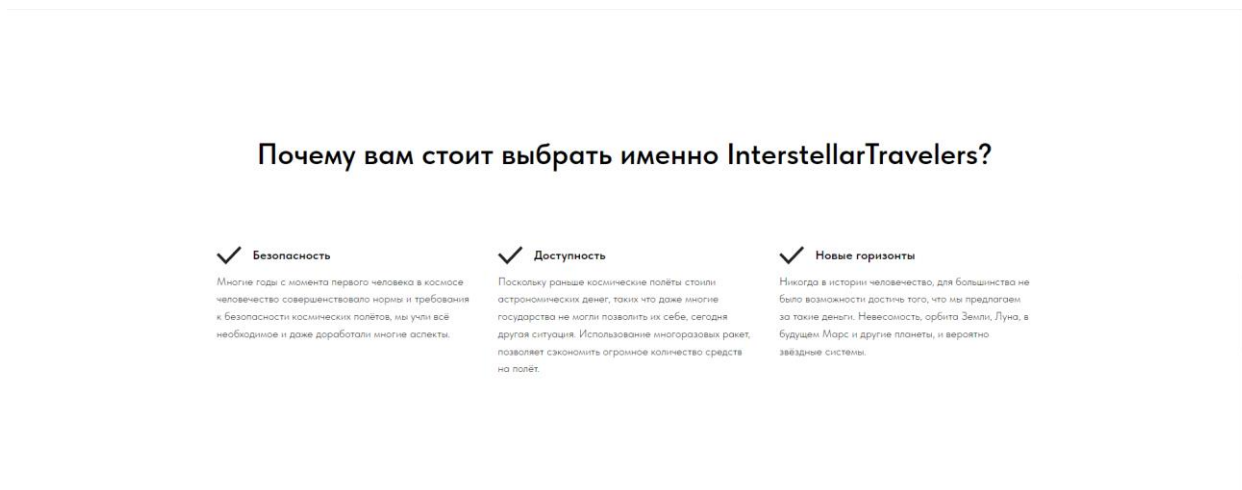 Почему вам стоит выбрать именно InterstellarTravelers?
Безопасность
Многие годы с момента первого человека в космосе
человечество совершенствовало нормы и требования
к безопасности космических полётов, мы учли всё
необходимое и даже доработали многие аспекты.
Доступность
Поскольку раньше космические полёты стоили
астрономических денег, таких что даже многие
государства не могли позволить их себе, сегодня
другая ситуация. Использование многоразовых ракет,
позволяет сэкономить огромное количество средств
на полёт.
Новые горизонты
Никогда в истории человечество, для большинства не
было возможности достичь того, что мы предлагаем
за такие деньги. Невесомость, орбита Земли, Луна, в
будущем Марс и другие планеты, и вероятно
звёздные системы.